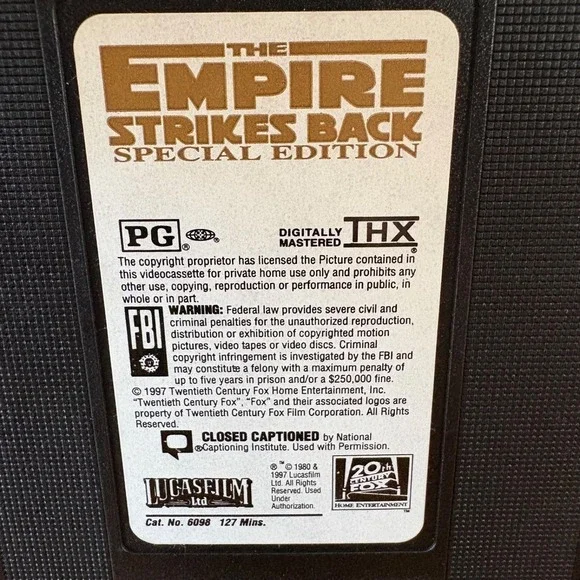 THE
EMPIRE
STRIKES BACK
SPECIAL EDITION
PG ®
DIGITALLY
MASTERED THX ®
The copyright proprietor has licensed the Picture contained in
this videocassette for private home use only and prohibits any
other use, copying, reproduction or performance in public, in
whole or in part.
FBI
WARNING: Federal law provides severe civil and
criminal penalties for the unauthorized reproduction,
distribution or exhibition of copyrighted motion
pictures, video tapes or video discs. Criminal
copyright infringement is investigated by the FBI and
may constitute a felony with a maximum penalty of
up to five years in prison and/or a $250,000 fine.
© 1997 Twentieth Century Fox Home Entertainment, Inc.
"Twentieth Century Fox", "Fox" and their associated logos are
property of Twentieth Century Fox Film Corporation. All Rights
Reserved.
CLOSED CAPTIONED by National
®Captioning Institute. Used with Permission.
LUCASFILM
Ltd
® ™ © 1980 &
1997 Lucasfilm
Ltd. All Rights
Reserved. Used
Under
Authorization.
20th
CENTURY
FOX
HOME ENTERTAINMENT
™
Cat. No. 6098 127 Mins.